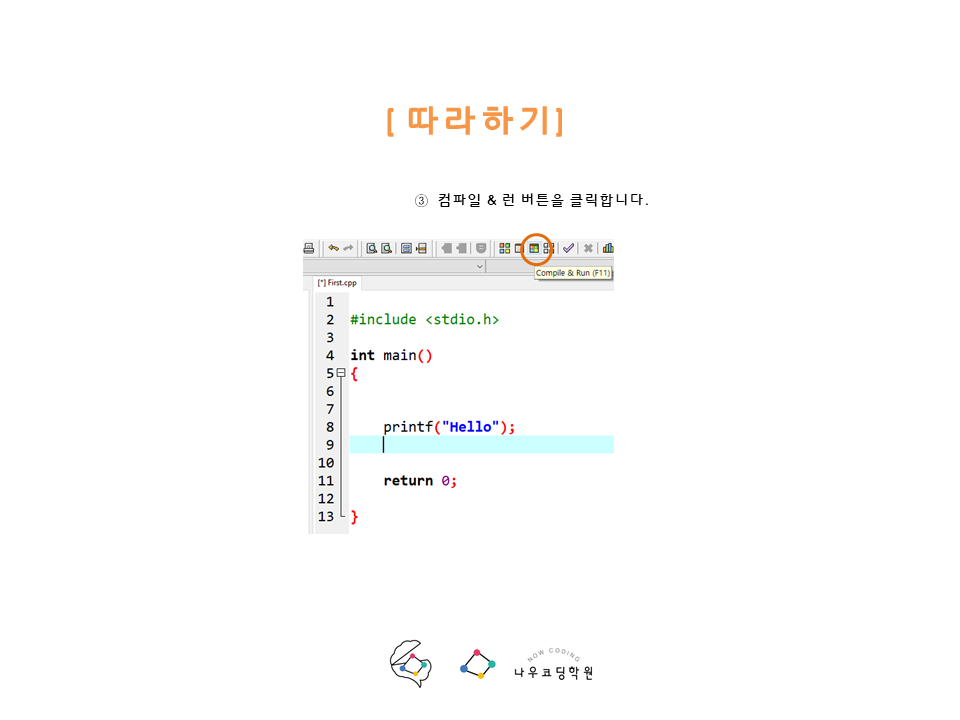 [ 따라하기]
③ 컴파일 & 런 버튼을 클릭합니다.
Compile & Run (F11)
[*] First.cpp
1
2 #include <stdio.h>
3
4 int main()
5 {
6
7
8 printf("Hello");
9
10
11 return 0;
12
13 }
NOW CODING
나우코딩학원